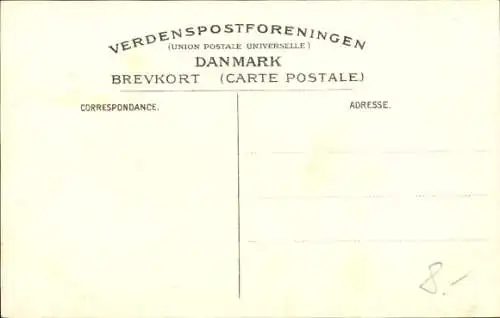 VERDENSPOSTFORENINGEN
(UNION POSTALE UNIVERSELLE)
DANMARK
BREVKORT (CARTE POSTALE)
CORRESPONDANCE. ADRESSE.
8.-